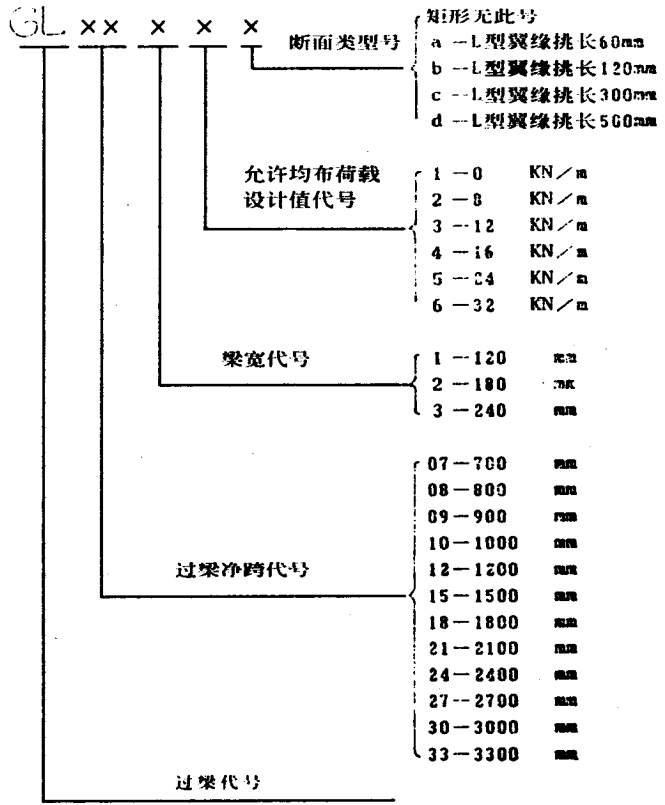 GL ×× × × ×
断面类型号
矩形无此号
a－L型翼缘挑长60mm
b－L型翼缘挑长120mm
c－L型翼缘挑长300mm
d－L型翼缘挑长500mm
允许均布荷载
设计值代号
1－0 KN／m
2－8 KN／m
3－12 KN／m
4－16 KN／m
5－24 KN／m
6－32 KN／m
梁宽代号
1－120 mm
2－180 mm
3－240 mm
过梁净跨代号
07－700 mm
08－800 mm
09－900 mm
10－1000 mm
12－1200 mm
15－1500 mm
18－1800 mm
21－2100 mm
24－2400 mm
27－2700 mm
30－3000 mm
33－3300 mm
过梁代号